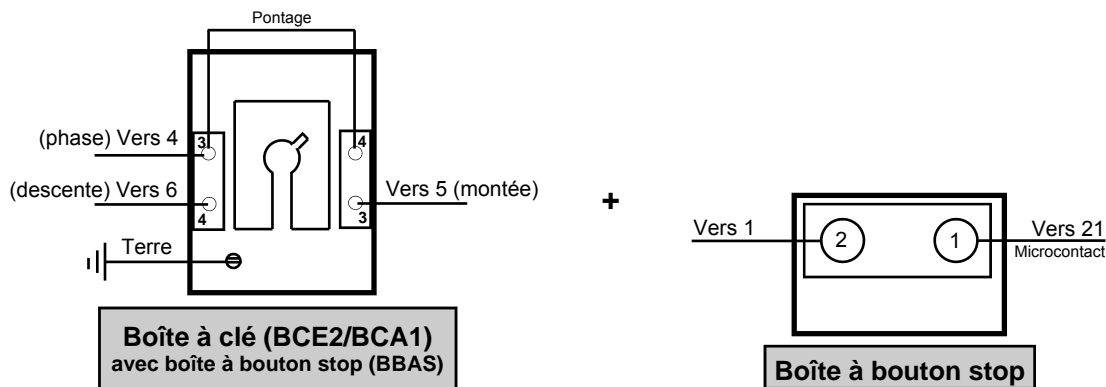 Pontage
(phase) Vers 4
3
4
(descente) Vers 6
4
3
Vers 5 (montée)
Terre
Boîte à clé (BCE2/BCA1)
avec boîte à bouton stop (BBAS)
+
Vers 1
2
1
Vers 21
Microcontact
Boîte à bouton stop